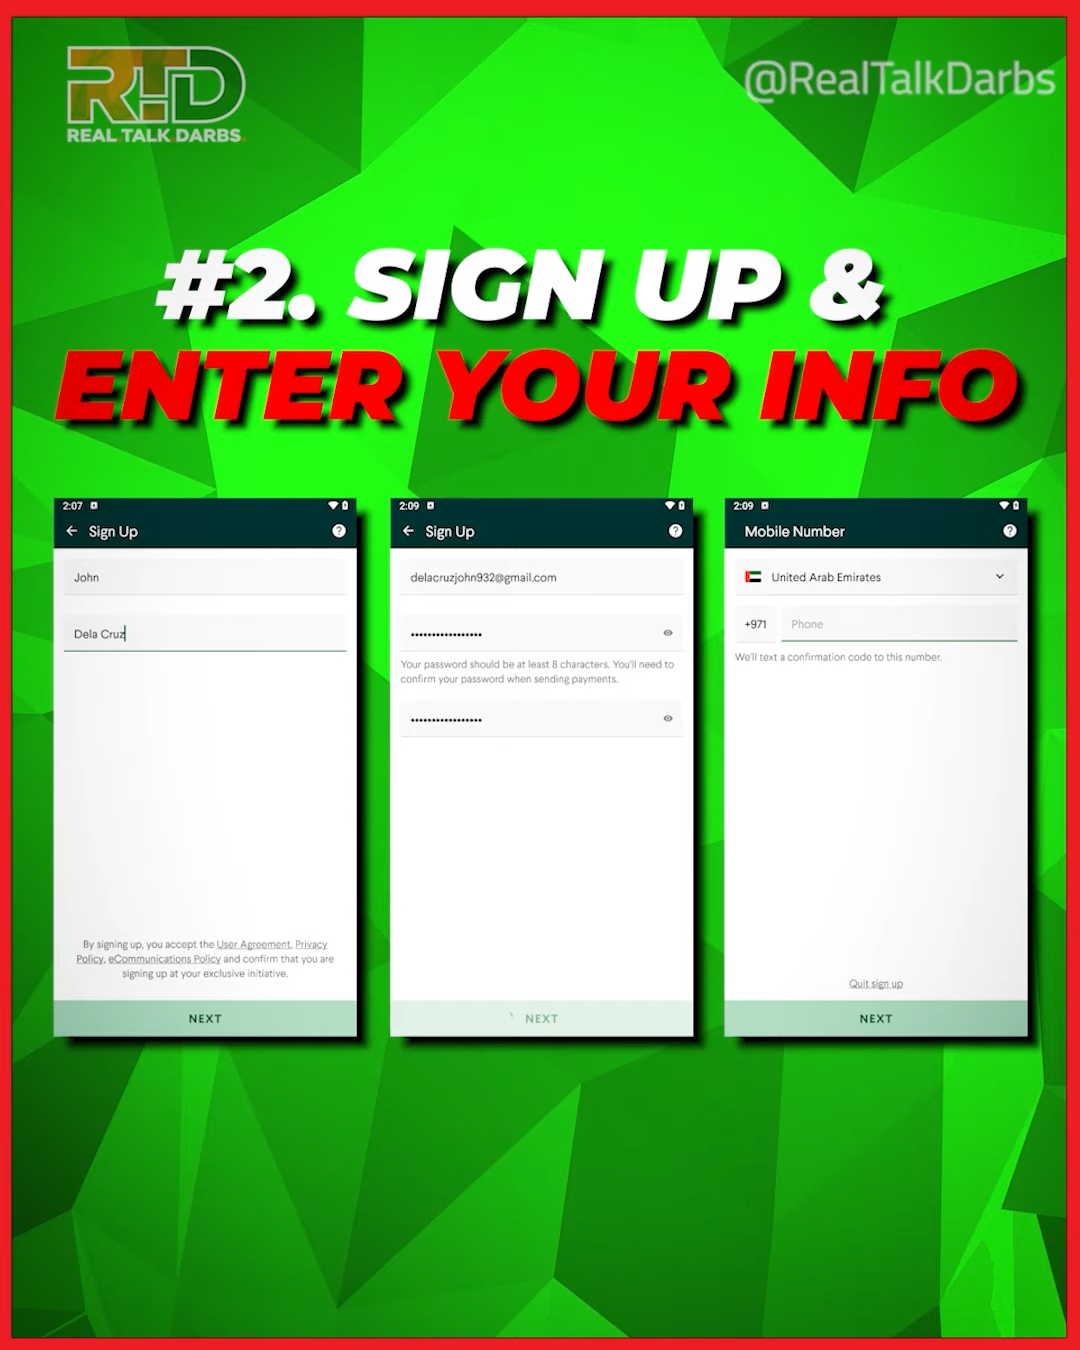 RTD
REAL TALK DARBS
@RealTalkDarbs
#2. SIGN UP &
ENTER YOUR INFO
2:07
Sign Up
?
John
Dela Cruz
By signing up, you accept the User Agreement, Privacy
Policy, eCommunications Policy and confirm that you are
signing up at your exclusive initiative.
NEXT
2:09
Sign Up
?
delacruzjohn932@gmail.com
•••••••••••••••••
Your password should be at least 8 characters. You'll need to
confirm your password when sending payments.
•••••••••••••••••
NEXT
2:09
Mobile Number
?
United Arab Emirates
+971 Phone
We'll text a confirmation code to this number.
Quit sign up
NEXT